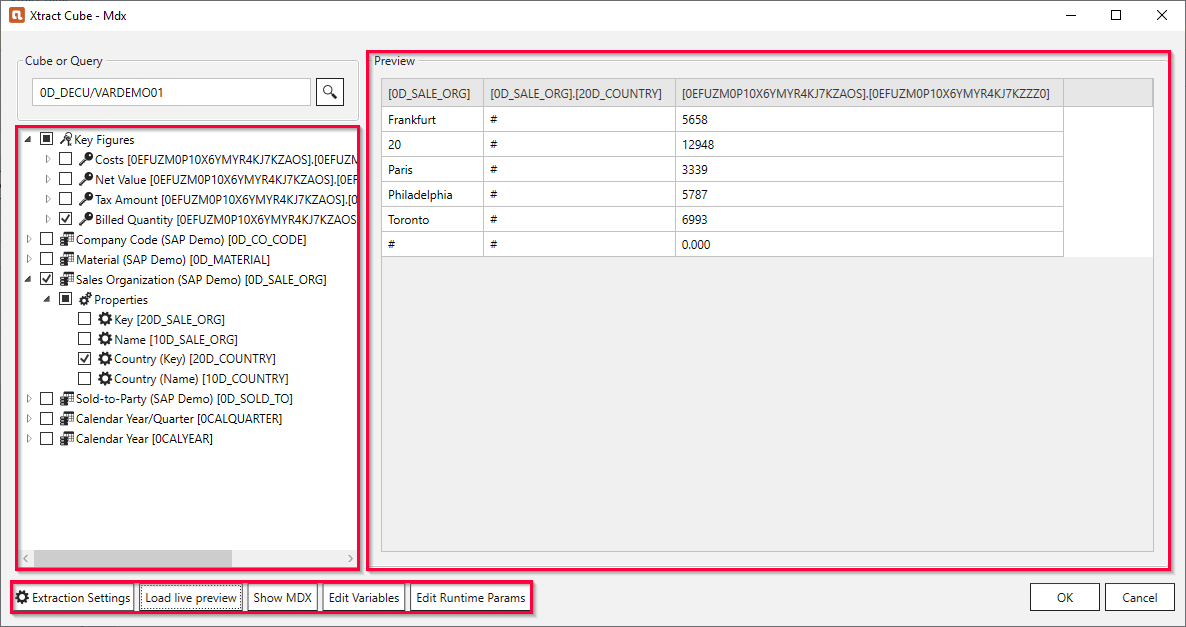 Xtract Cube - Mdx
Cube or Query
0D_DECU/VARDEMO01
Key Figures
Costs [0EFUZM0P10X6YMYR4KJ7KZAOS].[0EFUZM
Net Value [0EFUZM0P10X6YMYR4KJ7KZAOS].[0EF
Tax Amount [0EFUZM0P10X6YMYR4KJ7KZAOS].[0
Billed Quantity [0EFUZM0P10X6YMYR4KJ7KZAOS
Company Code (SAP Demo) [0D_CO_CODE]
Material (SAP Demo) [0D_MATERIAL]
Sales Organization (SAP Demo) [0D_SALE_ORG]
Properties
Key [20D_SALE_ORG]
Name [10D_SALE_ORG]
Country (Key) [20D_COUNTRY]
Country (Name) [10D_COUNTRY]
Sold-to-Party (SAP Demo) [0D_SOLD_TO]
Calendar Year/Quarter [0CALQUARTER]
Calendar Year [0CALYEAR]
Preview
[0D_SALE_ORG] [0D_SALE_ORG].[20D_COUNTRY] [0EFUZM0P10X6YMYR4KJ7KZAOS].[0EFUZM0P10X6YMYR4KJ7KZZZ0]
Frankfurt # 5658
20 # 12948
Paris # 3339
Philadelphia # 5787
Toronto # 6993
# # 0.000
Extraction Settings Load live preview Show MDX Edit Variables Edit Runtime Params OK Cancel